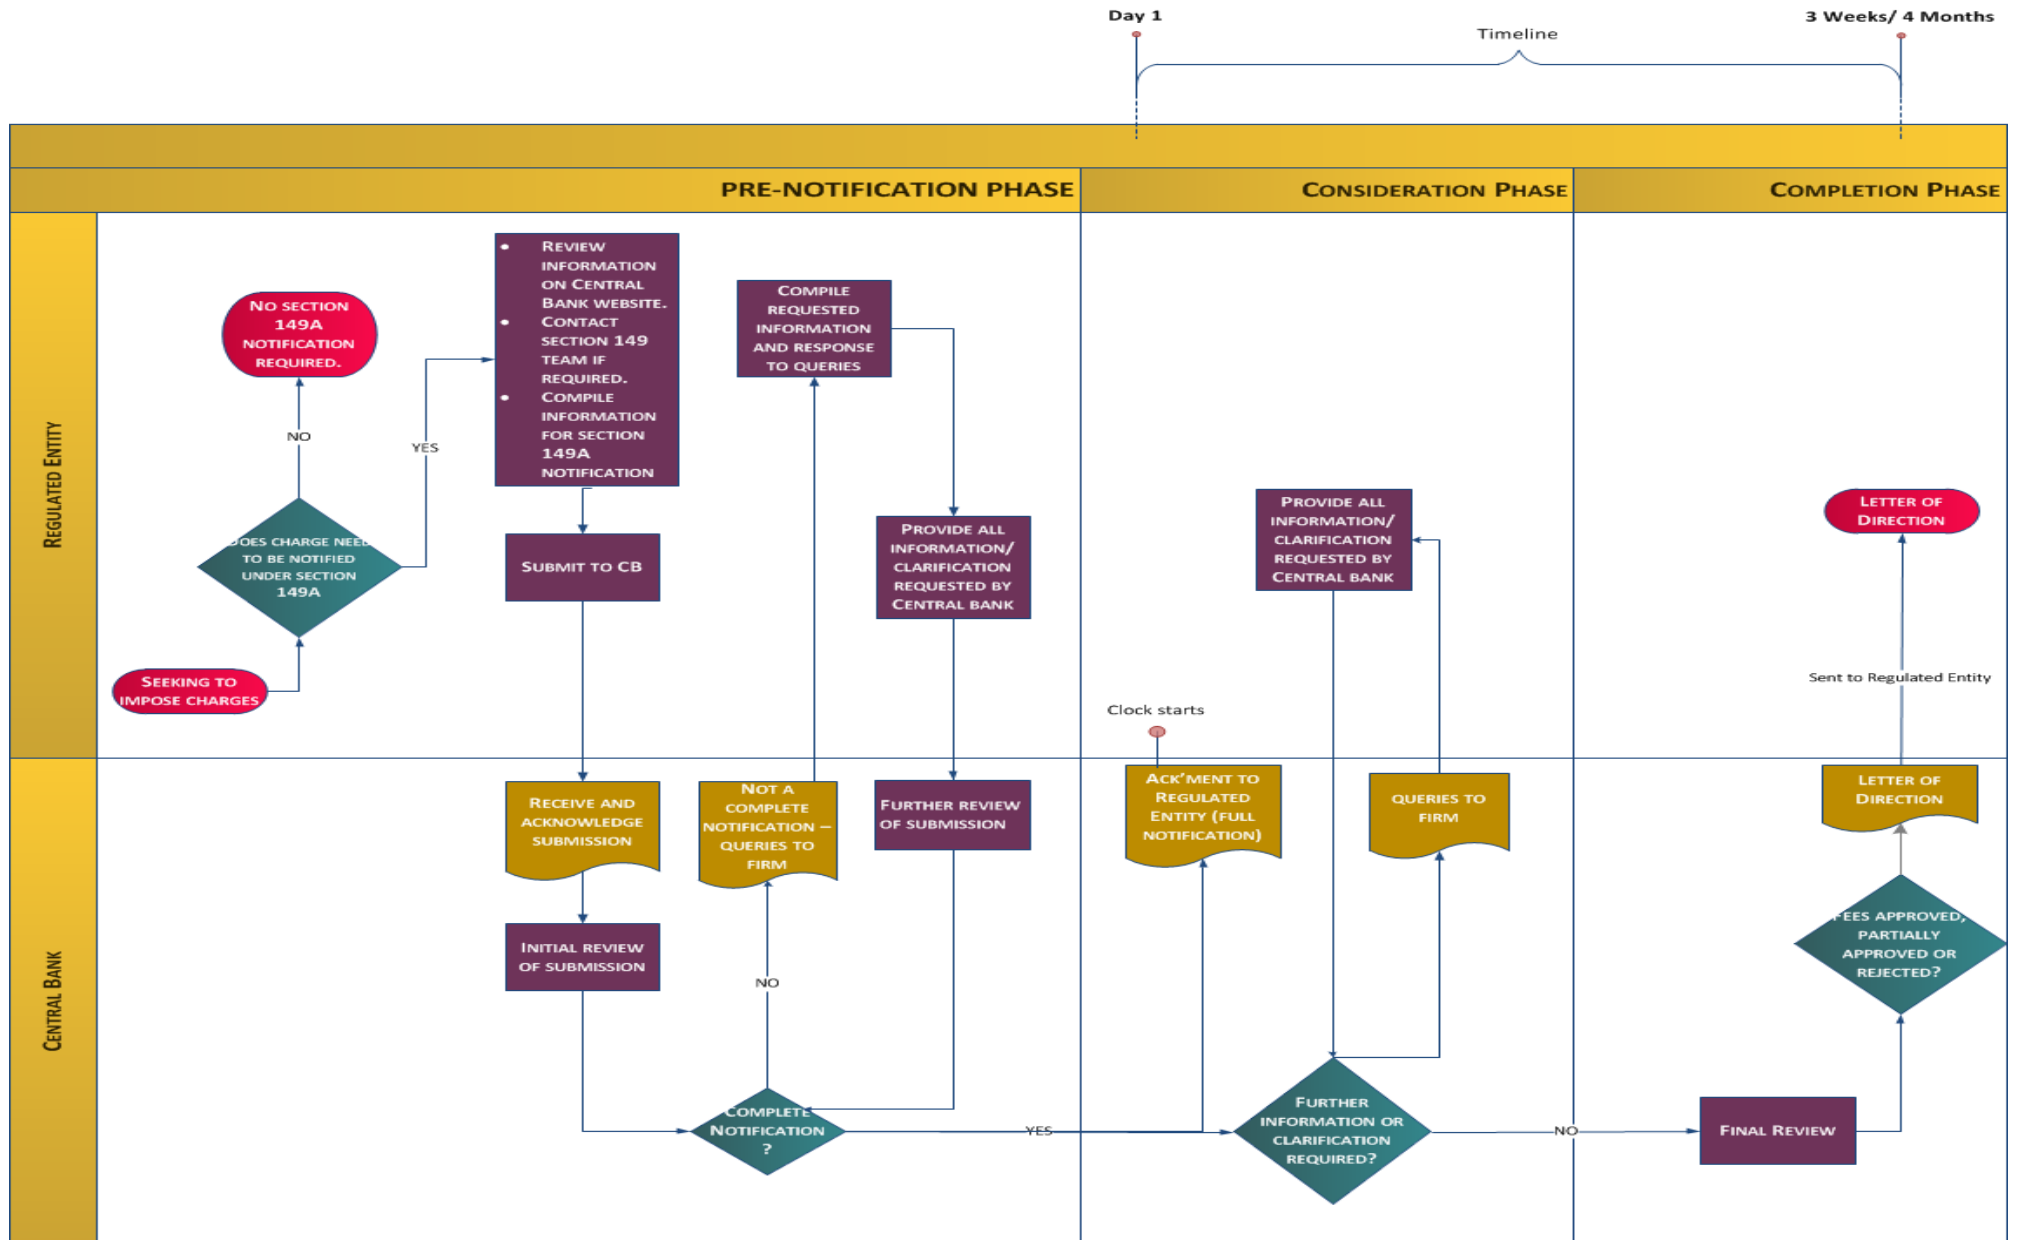 Day 1
3 Weeks/ 4 Months
Timeline
PRE-NOTIFICATION PHASE
CONSIDERATION PHASE
COMPLETION PHASE
REGULATED ENTITY
• REVIEW
INFORMATION
ON CENTRAL
BANK WEBSITE.
• CONTACT
SECTION 149
TEAM IF
REQUIRED.
• COMPILE
INFORMATION
FOR SECTION
149A
NOTIFICATION
NO SECTION
149A
NOTIFICATION
REQUIRED.
NO
YES
DOES CHARGE NEED
TO BE NOTIFIED
UNDER SECTION
149A
SEEKING TO
IMPOSE CHARGES
SUBMIT TO CB
COMPILE
REQUESTED
INFORMATION
AND RESPONSE
TO QUERIES
PROVIDE ALL
INFORMATION/
CLARIFICATION
REQUESTED BY
CENTRAL BANK
PROVIDE ALL
INFORMATION/
CLARIFICATION
REQUESTED BY
CENTRAL BANK
LETTER OF
DIRECTION
Sent to Regulated Entity
Clock starts
CENTRAL BANK
RECEIVE AND
ACKNOWLEDGE
SUBMISSION
NOT A
COMPLETE
NOTIFICATION –
QUERIES TO
FIRM
FURTHER REVIEW
OF SUBMISSION
ACK'MENT TO
REGULATED
ENTITY (FULL
NOTIFICATION)
QUERIES TO
FIRM
LETTER OF
DIRECTION
INITIAL REVIEW
OF SUBMISSION
NO
FEES APPROVED,
PARTIALLY
APPROVED OR
REJECTED?
COMPLETE
NOTIFICATION
?
YES
FURTHER
INFORMATION OR
CLARIFICATION
REQUIRED?
NO
FINAL REVIEW